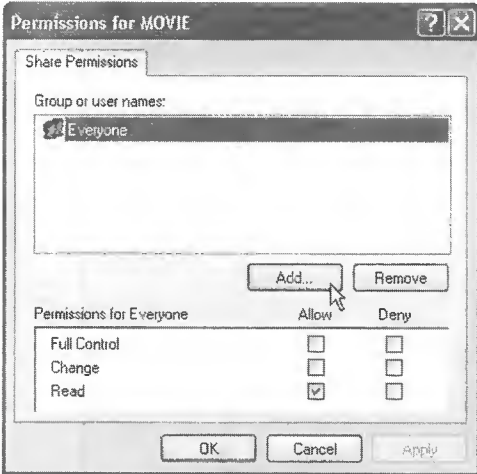 Permissions for MOVIE
Share Permissions
Group or user names:
Everyone
Add... Remove
Permissions for Everyone Allow Deny
Full Control
Change
Read
OK Cancel Apply